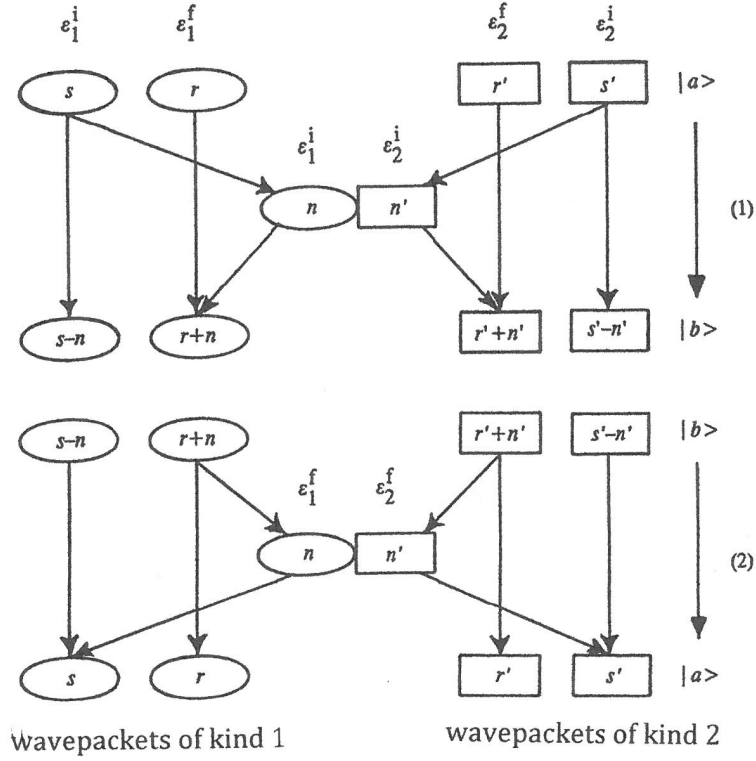 ε₁ⁱ ε₁ᶠ ε₂ᶠ ε₂ⁱ
s r r' s' |a>
ε₁ⁱ ε₂ⁱ
n n' (1)
s–n r+n r'+n' s'–n' |b>
s–n r+n r'+n' s'–n' |b>
ε₁ᶠ ε₂ᶠ
n n' (2)
s r r' s' |a>
wavepackets of kind 1 wavepackets of kind 2